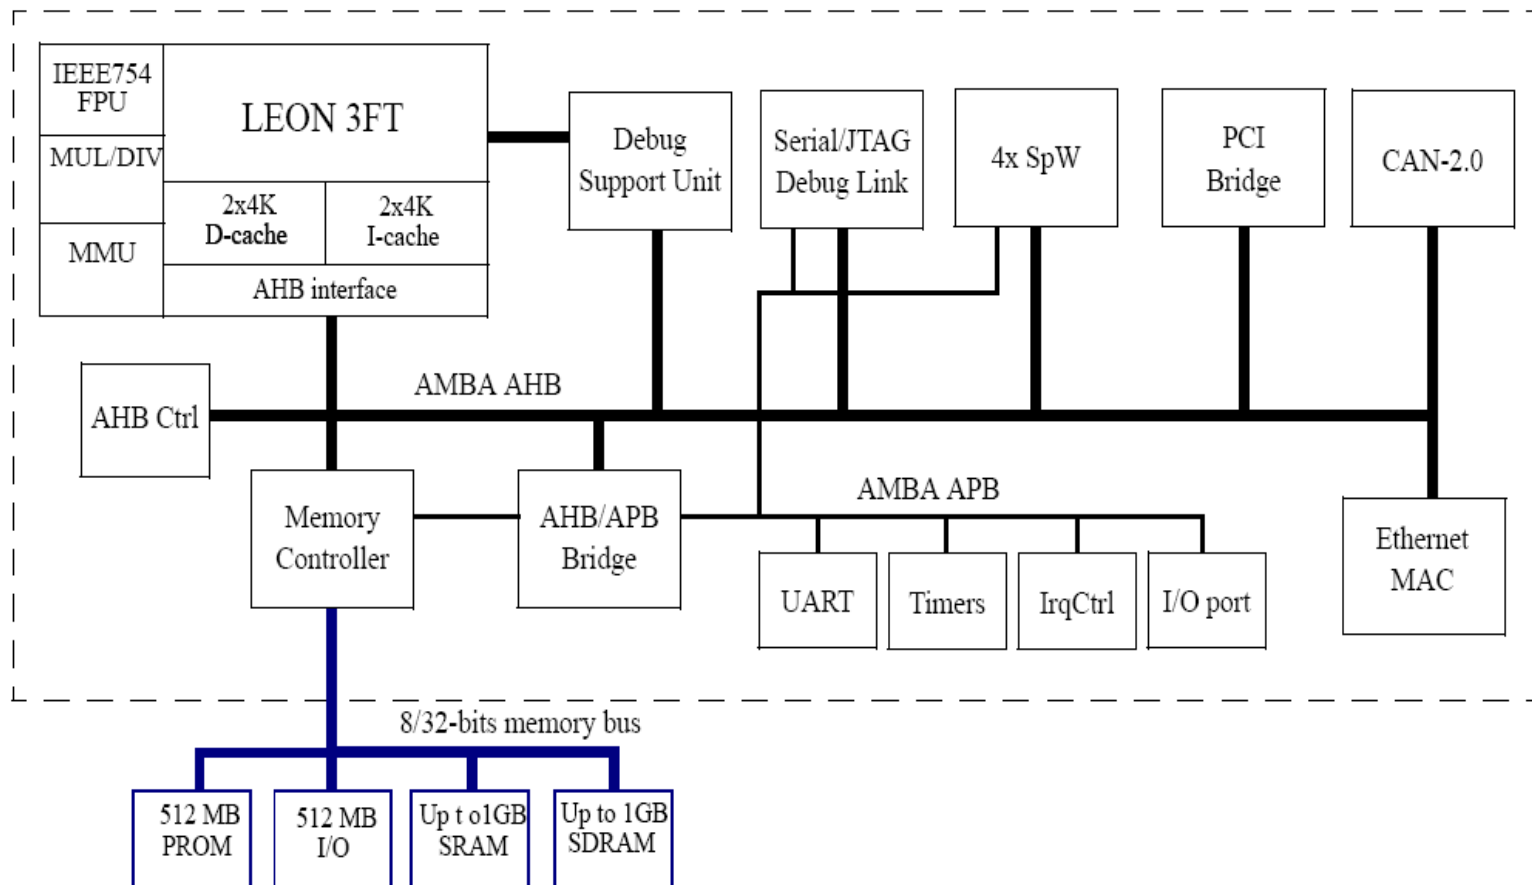 IEEE754
FPU
MUL/DIV
MMU
LEON 3FT
2x4K
D-cache
2x4K
I-cache
AHB interface
Debug
Support Unit
Serial/JTAG
Debug Link
4x SpW
PCI
Bridge
CAN-2.0
AMBA AHB
AHB Ctrl
Memory
Controller
AHB/APB
Bridge
AMBA APB
UART
Timers
IrqCtrl
I/O port
Ethernet
MAC
8/32-bits memory bus
512 MB
PROM
512 MB
I/O
Up t o1GB
SRAM
Up to 1GB
SDRAM